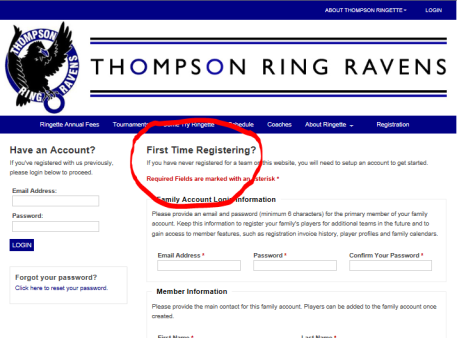 ABOUT THOMPSON RINGETTE LOGIN
THOMPSON
RING RAVENS
THOMPSON RING RAVENS
Ringette Annual Fees Tournaments Come Try Ringette Schedule Coaches About Ringette Registration
Have an Account?
If you've registered with us previously,
please login below to proceed.
Email Address:
Password:
LOGIN
Forgot your password?
Click here to reset your password.
First Time Registering?
If you have never registered for a team on this website, you will need to setup an account to get started.
Required Fields are marked with an asterisk *
Family Account Login Information
Please provide an email and password (minimum 6 characters) for the primary member of your family
account. Keep this information to register your family's players for additional teams in the future and to
gain access to member features, such as registration invoice history, player profiles and family calendars.
Email Address * Password * Confirm Your Password *
Member Information
Please provide the main contact for this family account. Players can be added to the family account once
created.
First Name * Last Name *